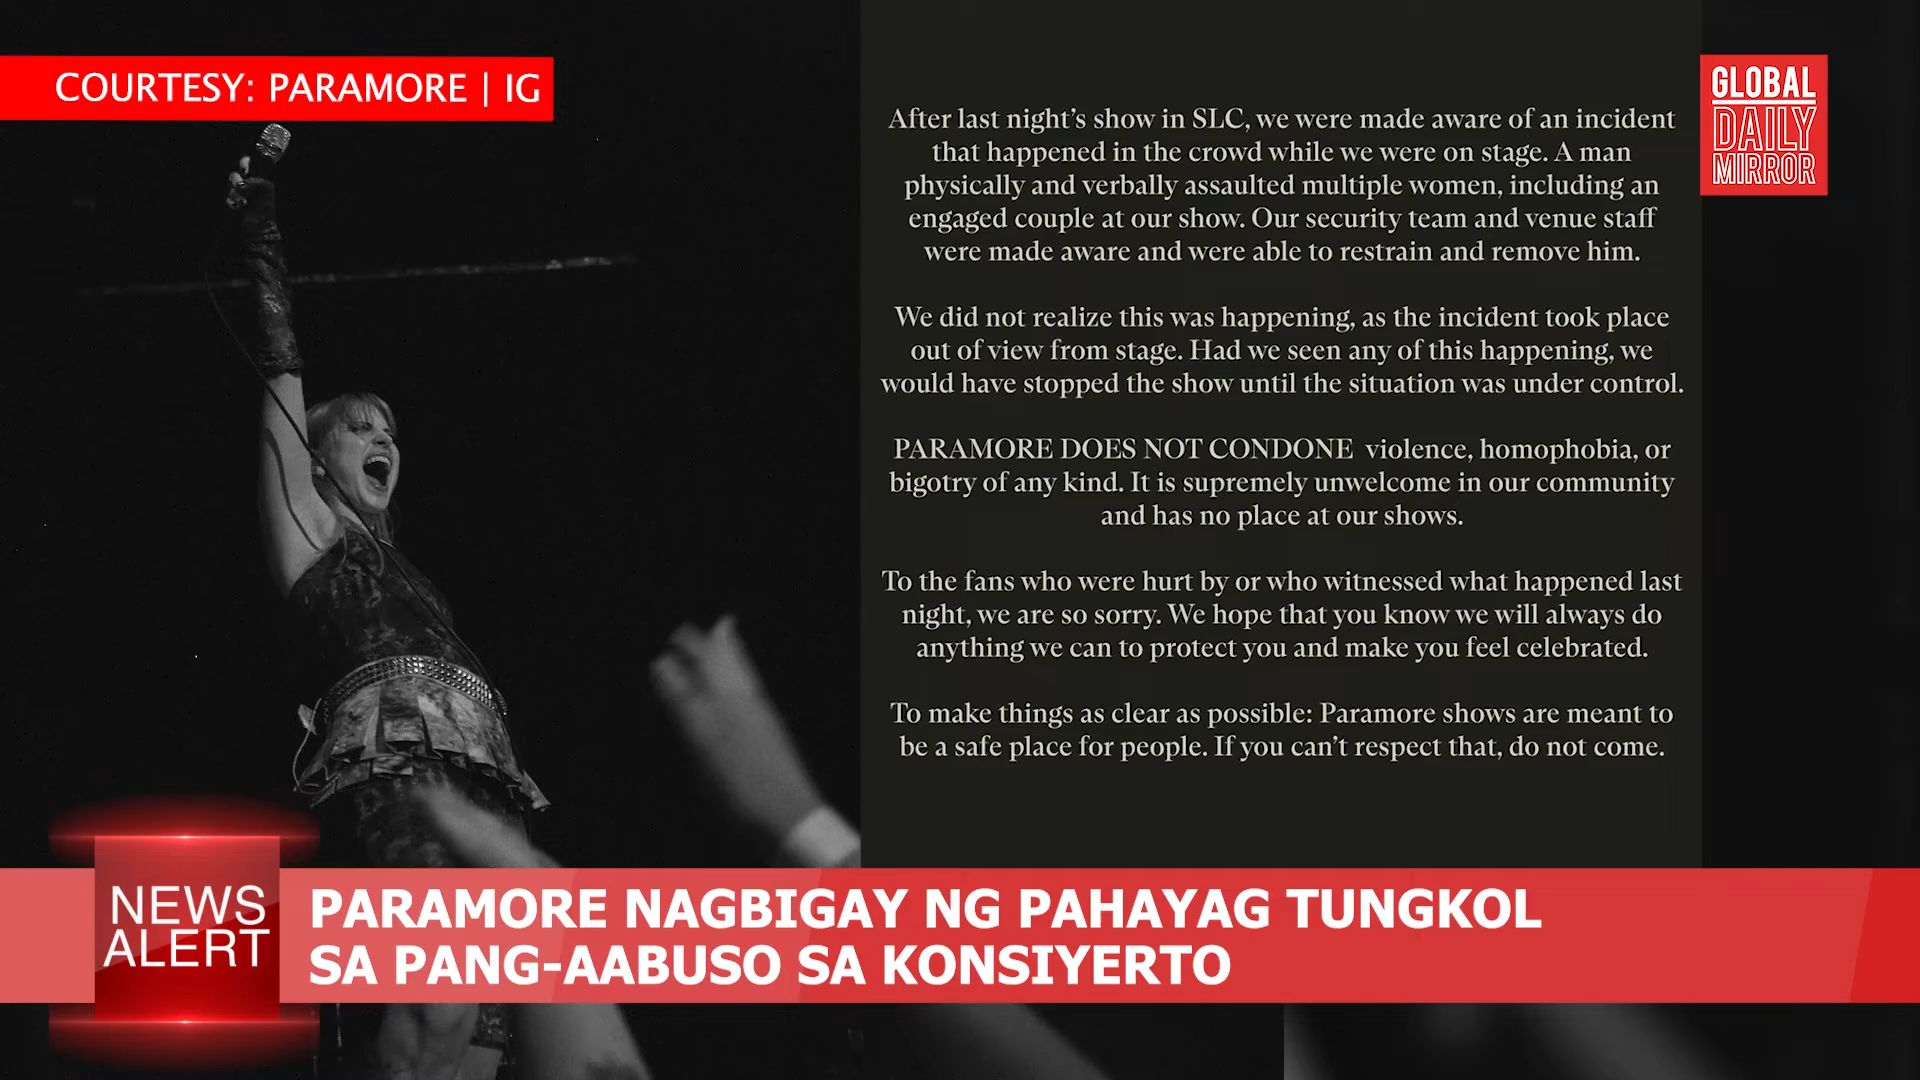 COURTESY: PARAMORE | IG
GLOBAL
DAILY
MIRROR
After last night’s show in SLC, we were made aware of an incident
that happened in the crowd while we were on stage. A man
physically and verbally assaulted multiple women, including an
engaged couple at our show. Our security team and venue staff
were made aware and were able to restrain and remove him.
We did not realize this was happening, as the incident took place
out of view from stage. Had we seen any of this happening, we
would have stopped the show until the situation was under control.
PARAMORE DOES NOT CONDONE violence, homophobia, or
bigotry of any kind. It is supremely unwelcome in our community
and has no place at our shows.
To the fans who were hurt by or who witnessed what happened last
night, we are so sorry. We hope that you know we will always do
anything we can to protect you and make you feel celebrated.
To make things as clear as possible: Paramore shows are meant to
be a safe place for people. If you can’t respect that, do not come.
NEWS
ALERT
PARAMORE NAGBIGAY NG PAHAYAG TUNGKOL
SA PANG-AABUSO SA KONSIYERTO